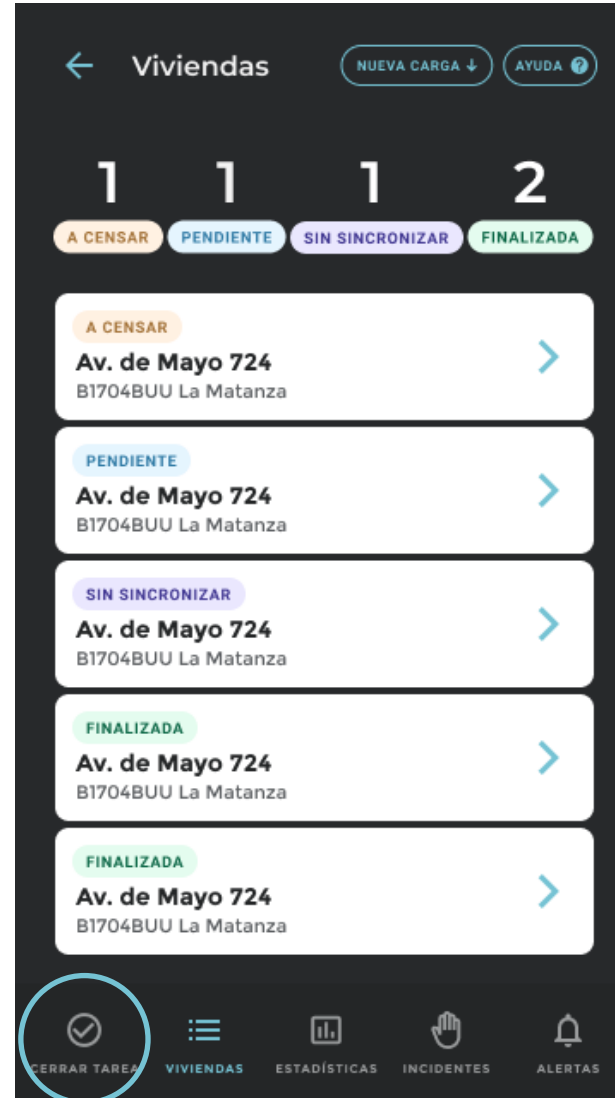 Viviendas NUEVA CARGA AYUDA ?
1 1 1 2
A CENSAR PENDIENTE SIN SINCRONIZAR FINALIZADA
A CENSAR
Av. de Mayo 724
B1704BUU La Matanza
PENDIENTE
Av. de Mayo 724
B1704BUU La Matanza
SIN SINCRONIZAR
Av. de Mayo 724
B1704BUU La Matanza
FINALIZADA
Av. de Mayo 724
B1704BUU La Matanza
FINALIZADA
Av. de Mayo 724
B1704BUU La Matanza
CERRAR TAREA VIVIENDAS ESTADÍSTICAS INCIDENTES ALERTAS